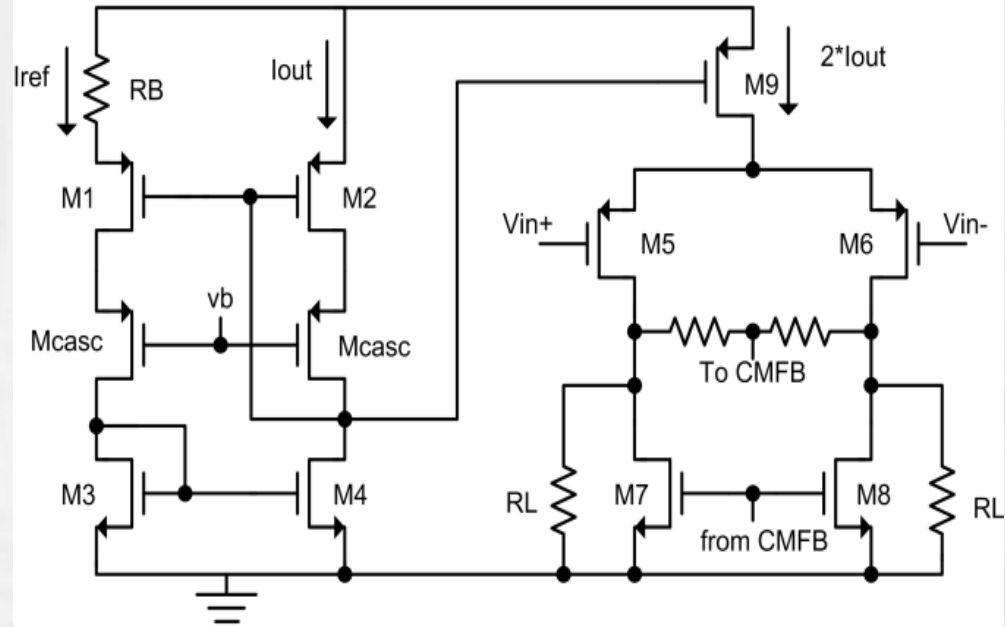 Iref
RB
Iout
M9
2*Iout
M1
M2
Vin+
M5
M6
Vin-
vb
Mcasc
Mcasc
To CMFB
M3
M4
RL
M7
M8
RL
from CMFB